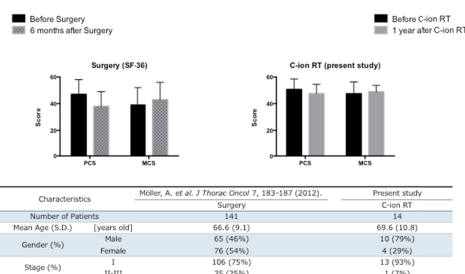 Before Surgery
6 months after Surgery
Before C-ion RT
1 year after C-ion RT
Surgery (SF-36)
60
40
20
0
Score
PCS
MCS
C-ion RT (present study)
60
40
20
0
Score
PCS
MCS
Characteristics Möller, A. et al. J Thorac Oncol 7, 183–187 (2012). Present study
Surgery C-ion RT
Number of Patients 141 14
Mean Age (S.D.) [years old] 66.6 (9.1) 69.6 (10.8)
Gender (%) Male 65 (46%) 10 (79%)
Female 76 (54%) 4 (29%)
Stage (%) I 106 (75%) 13 (93%)
II-III 35 (25%) 1 (7%)